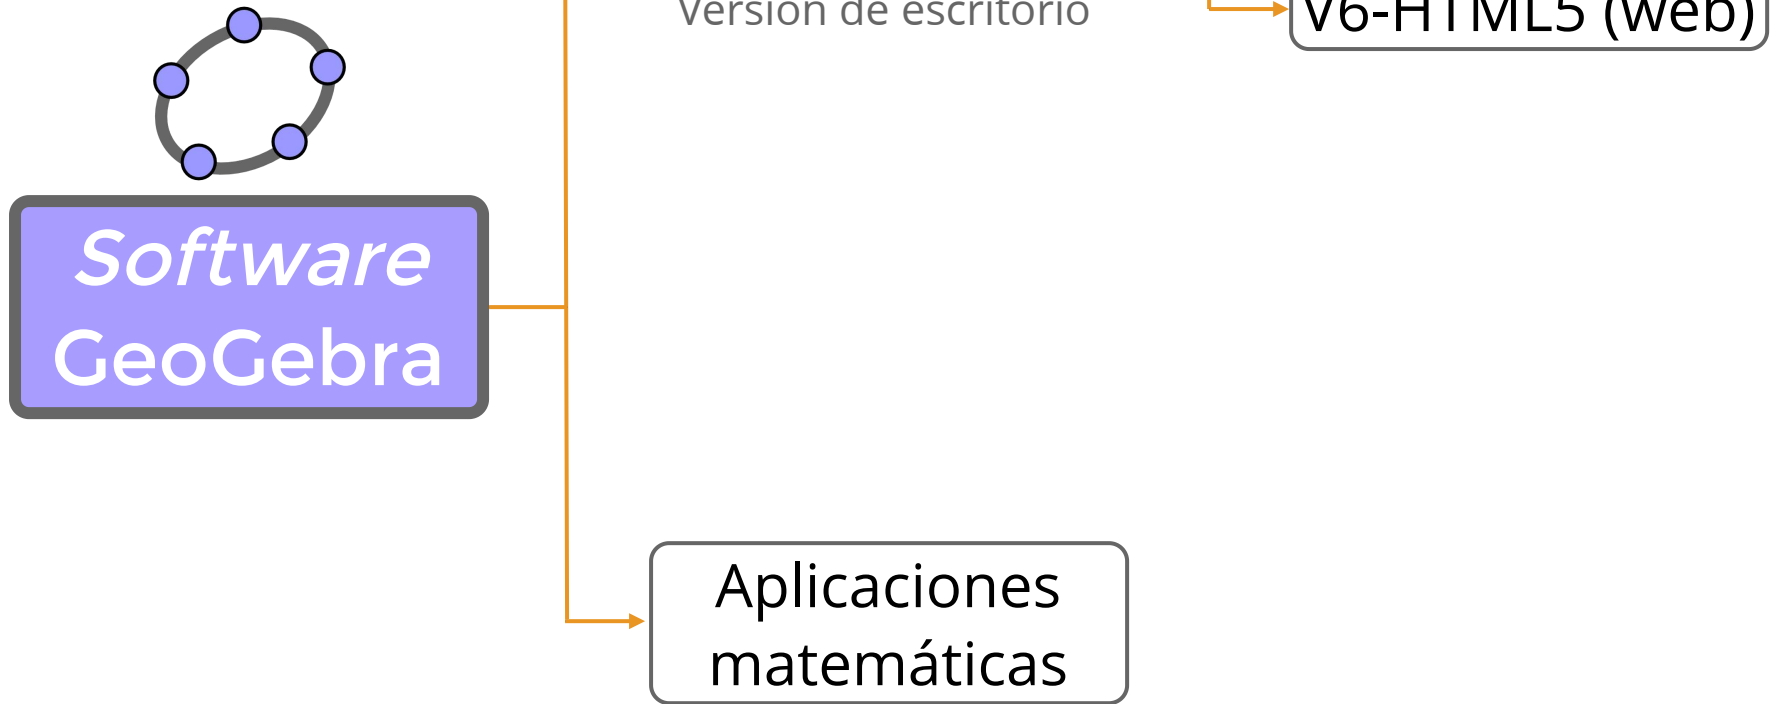 Versión de escritorio
V6-HTML5 (web)
Software
GeoGebra
Aplicaciones
matemáticas